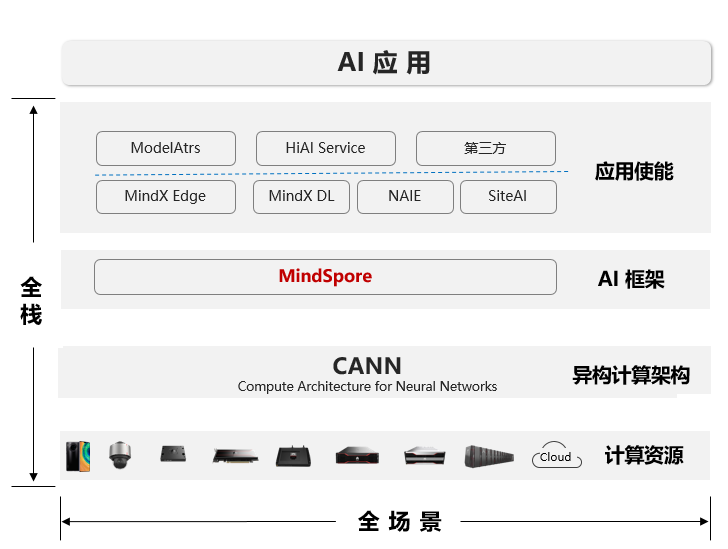 AI 应 用
ModelAtrs
HiAI Service
第三方
应用使能
MindX Edge
MindX DL
NAIE
SiteAI
MindSpore
AI 框架
全
栈
CANN
Compute Architecture for Neural Networks
异构计算架构
Cloud
计算资源
全 场 景